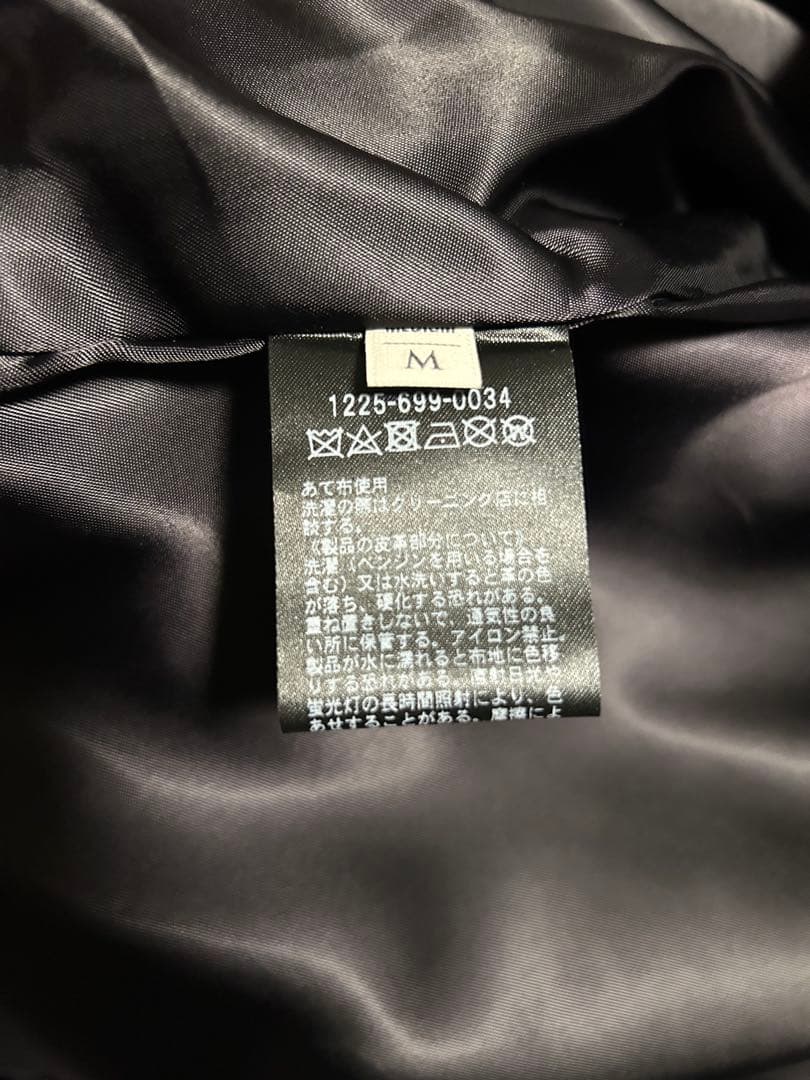 MEDIUM
M
1225-699-0034
あて布使用
洗濯の際はクリーニング店に相
談する。
(製品の皮革部分について)
洗濯(ベンジンを用いる場合を
含む)又は水洗いすると革の色
が落ち、硬化する恐れがある。
重ね置きしないで、通気性の良
い所に保管する。アイロン禁止。
製品が水に濡れると布地に色移
りする恐れがある。直射日光や
蛍光灯の長時間照射により、色
あせすることがある。摩擦によ